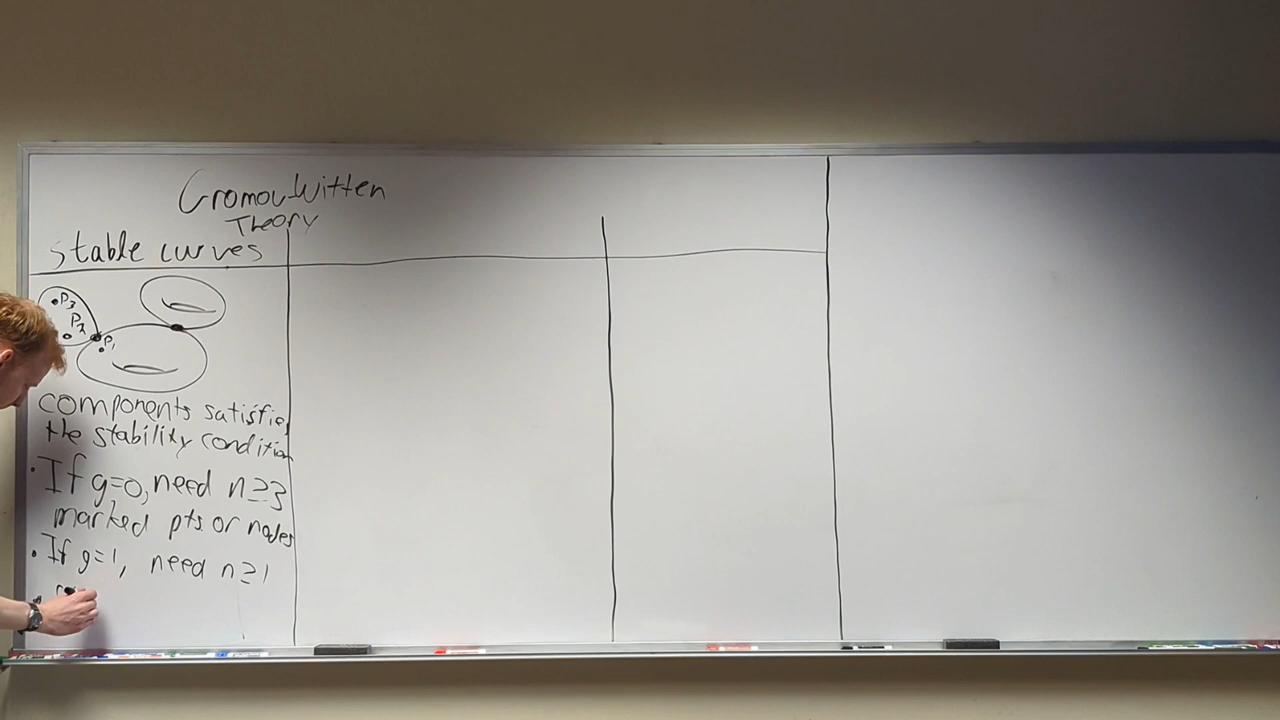 Gromov-Witten
Theory
stable curves
P3
P2
P1
components satisfies
the stability condition
· If g=0, need n≥3
marked pts. or nodes
· If g=1, need n≥1